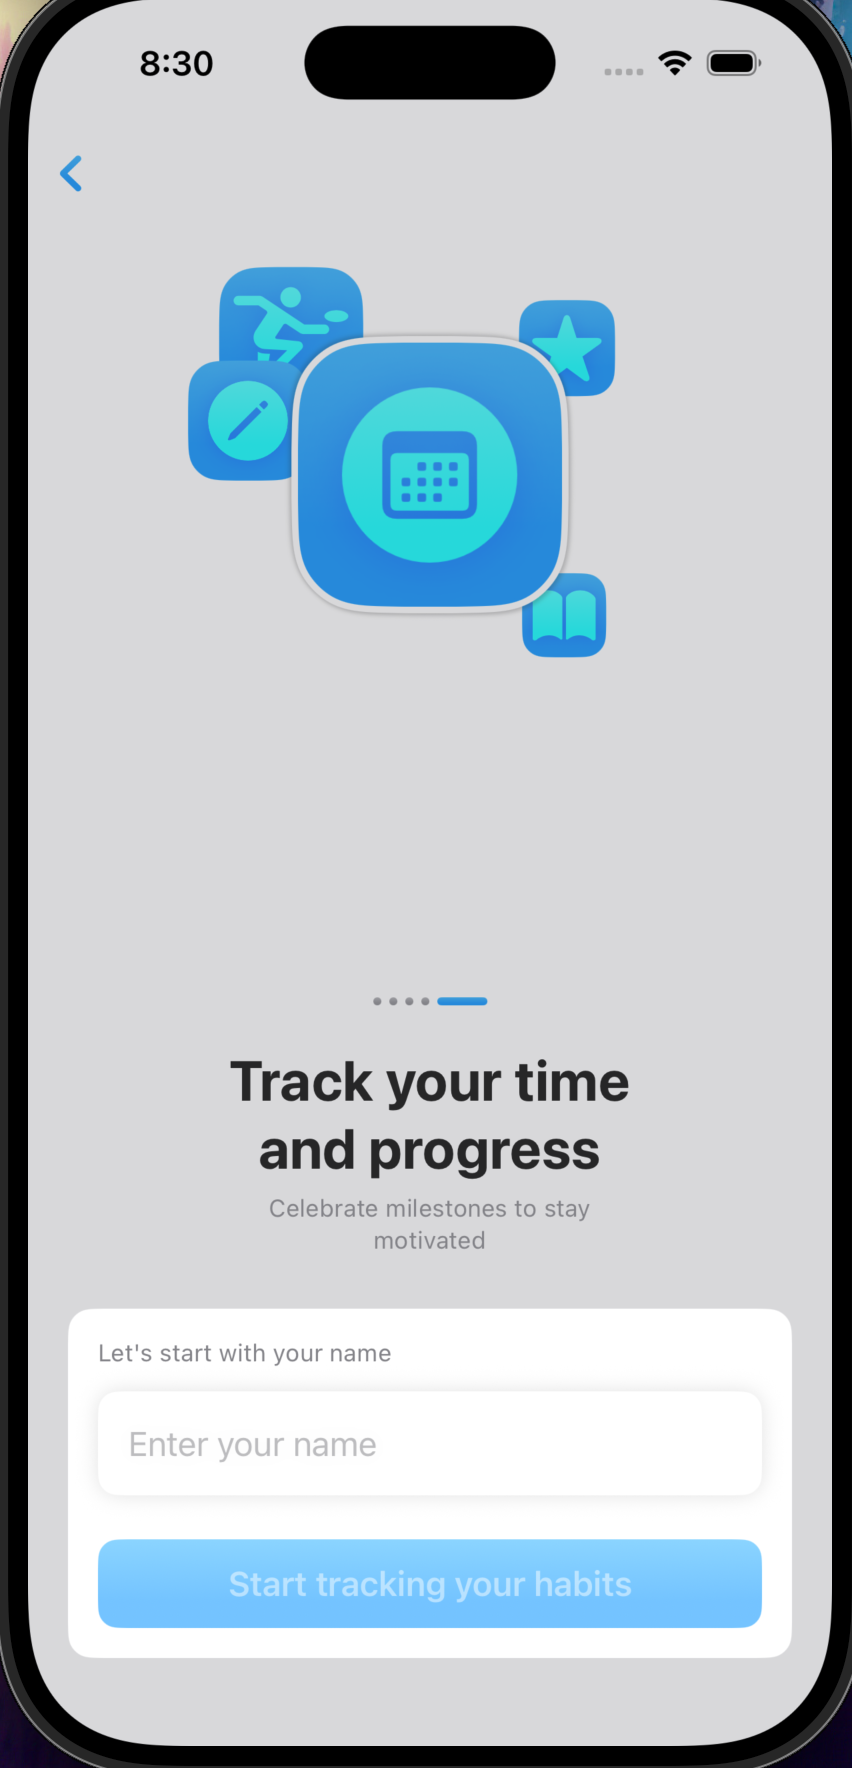 8:30
Track your time
and progress
Celebrate milestones to stay
motivated
Let's start with your name
Enter your name
Start tracking your habits